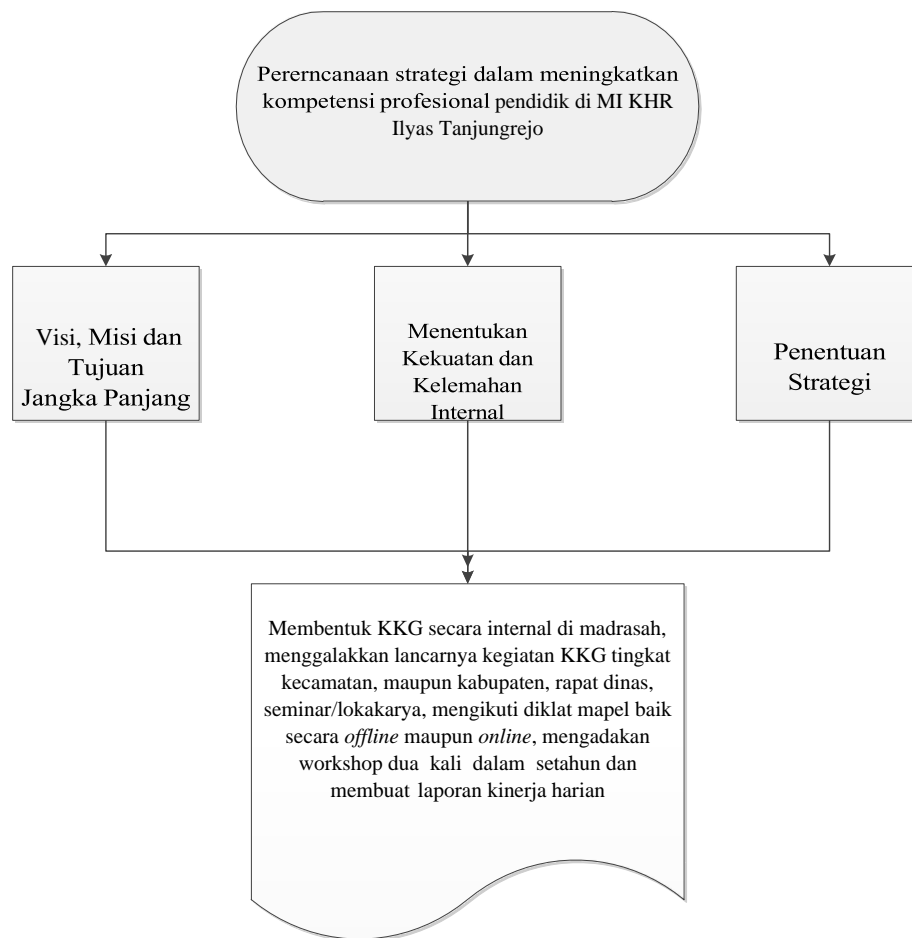 Pererncanaan strategi dalam meningkatkan
kompetensi profesional pendidik di MI KHR
Ilyas Tanjungrejo
Visi, Misi dan
Tujuan
Jangka Panjang
Menentukan
Kekuatan dan
Kelemahan
Internal
Penentuan
Strategi
Membentuk KKG secara internal di madrasah,
menggalakkan lancarnya kegiatan KKG tingkat
kecamatan, maupun kabupaten, rapat dinas,
seminar/lokakarya, mengikuti diklat mapel baik
secara offline maupun online, mengadakan
workshop dua kali dalam setahun dan
membuat laporan kinerja harian